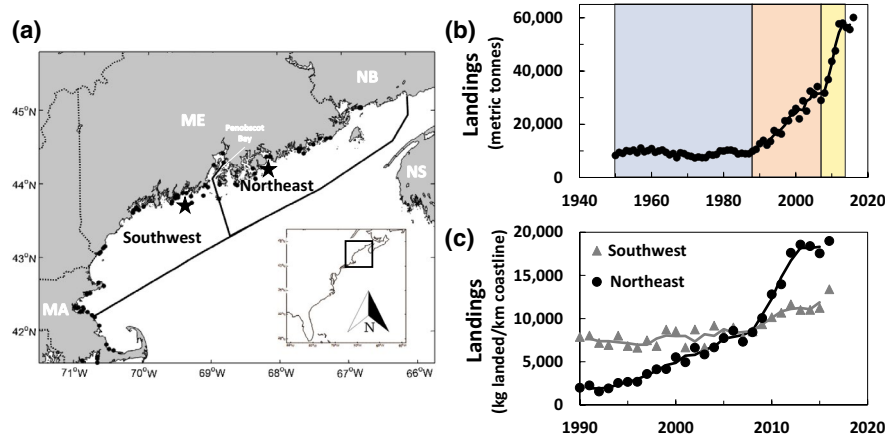 (a)
NB
45°N
ME
Penobscot
Bay
NS
44°N
Northeast
Southwest
43°N
MA
42°N
N
71°W
70°W
69°W
68°W
67°W
66°W
(b)
Landings
(metric tonnes)
60,000
40,000
20,000
0
1940
1960
1980
2000
2020
(c)
Landings
(kg landed/km coastline)
20,000
15,000
10,000
5,000
0
Southwest
Northeast
1990
2000
2010
2020